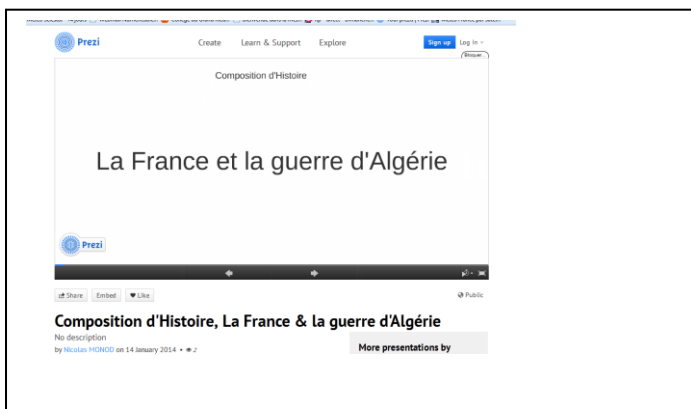 Prezi
Create Learn & Support Explore
Sign up Log in
Bloquer
Composition d'Histoire
La France et la guerre d'Algérie
Prezi
Share Embed Like
Public
Composition d'Histoire, La France & la guerre d'Algérie
No description
by Nicolas MONOD on 14 January 2014 • 2
More presentations by